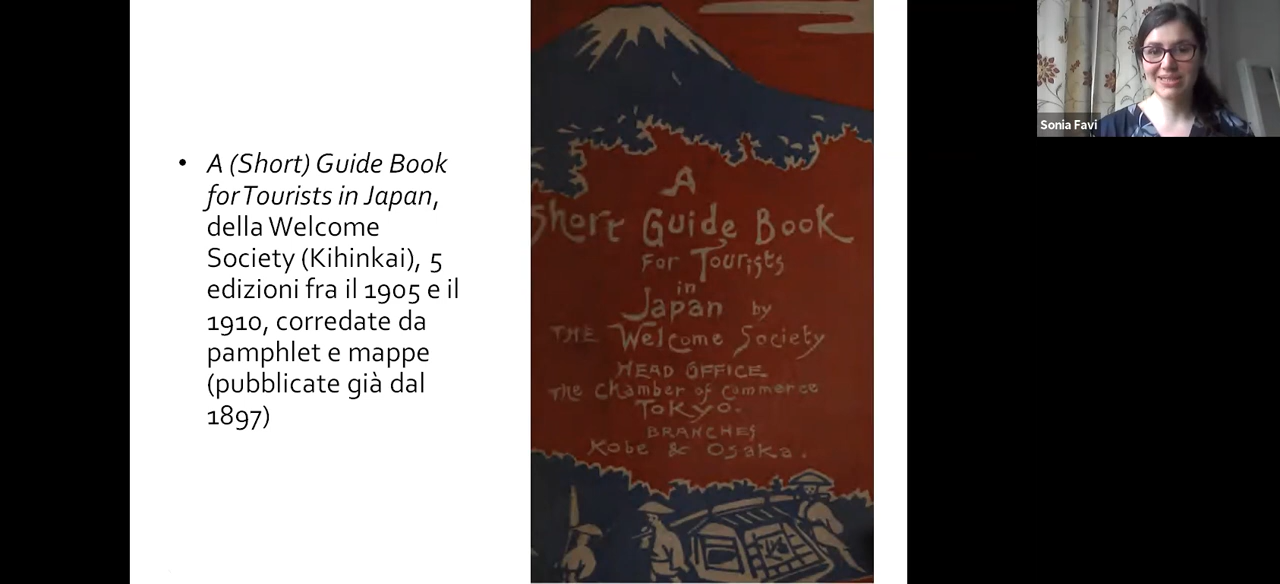 • A (Short) Guide Book
for Tourists in Japan,
della Welcome
Society (Kihinkai), 5
edizioni fra il 1905 e il
1910, corredate da
pamphlet e mappe
(pubblicate già dal
1897)
A
Short Guide Book
For Tourists
in
Japan by
THE Welcome Society
HEAD OFFICE
The Chamber of Commerce
TOKYO.
BRANCHES
Kobe & Osaka.
Sonia Favi